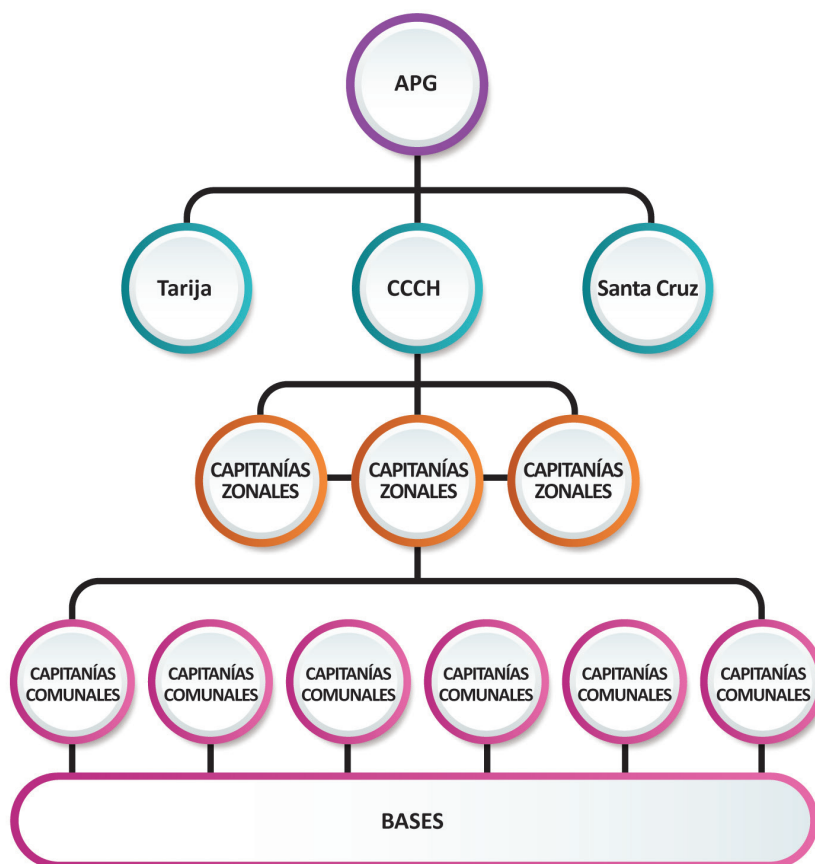 APG
Tarija
CCCH
Santa Cruz
CAPITANÍAS
ZONALES
CAPITANÍAS
ZONALES
CAPITANÍAS
ZONALES
CAPITANÍAS
COMUNALES
CAPITANÍAS
COMUNALES
CAPITANÍAS
COMUNALES
CAPITANÍAS
COMUNALES
CAPITANÍAS
COMUNALES
CAPITANÍAS
COMUNALES
BASES